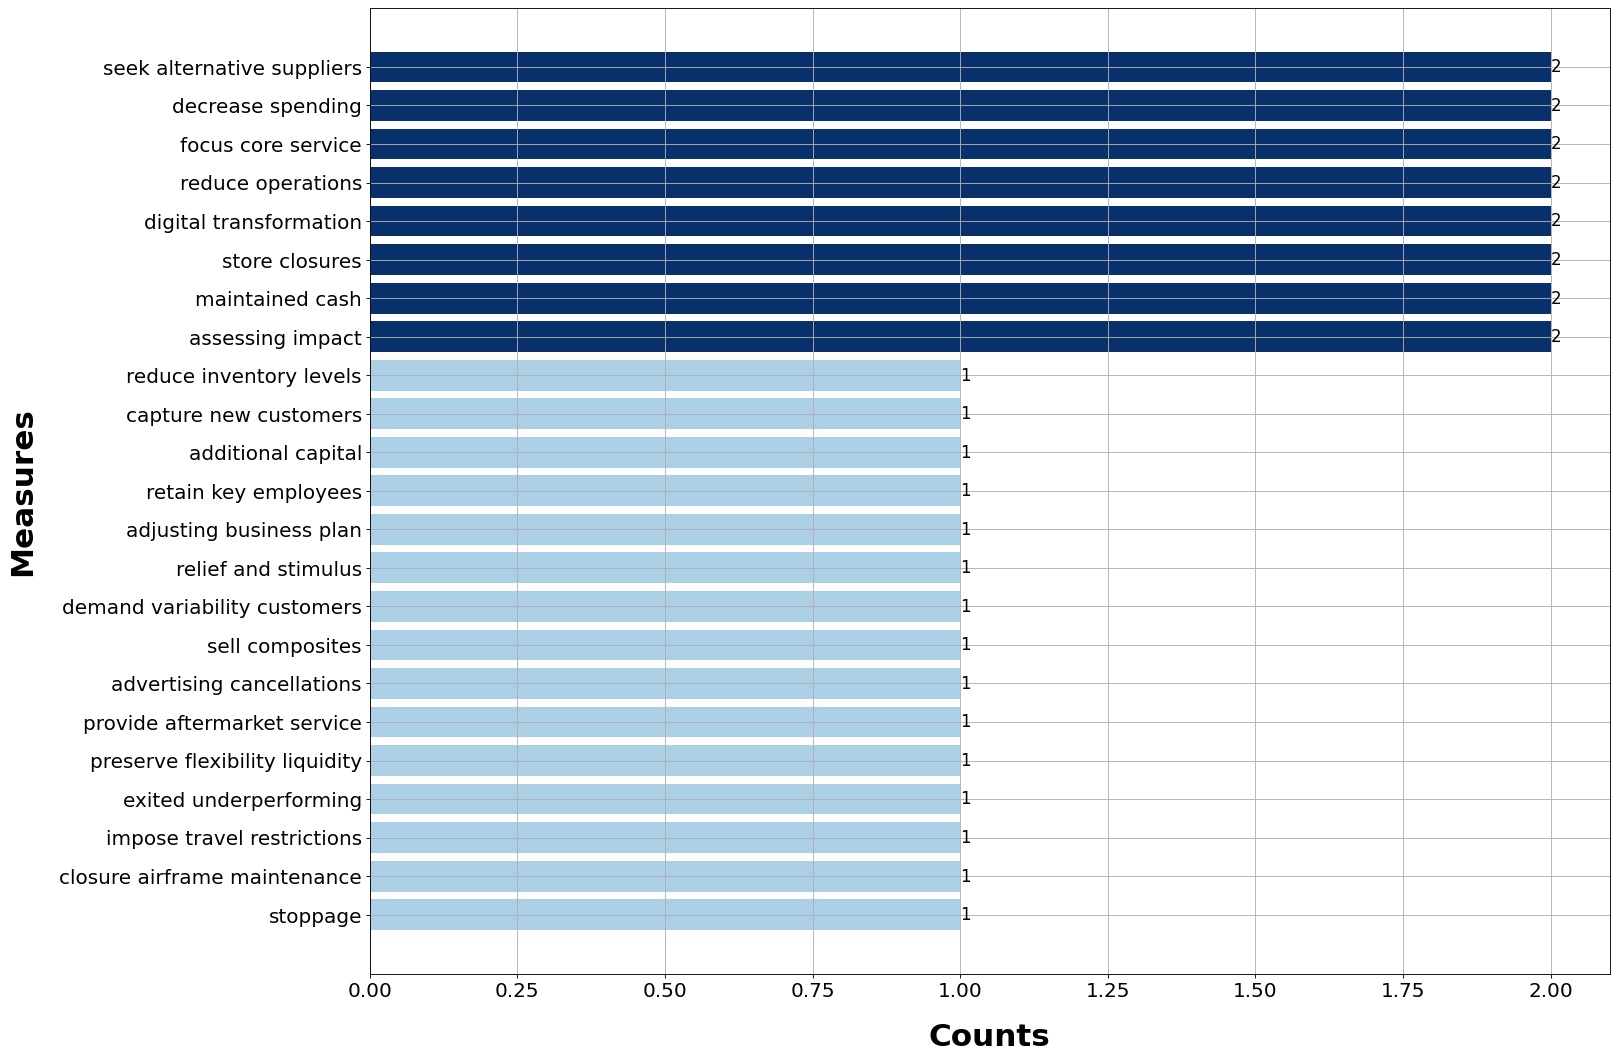 seek alternative suppliers 2
decrease spending 2
focus core service 2
reduce operations 2
digital transformation 2
store closures 2
maintained cash 2
assessing impact 2
reduce inventory levels 1
capture new customers 1
additional capital 1
retain key employees 1
adjusting business plan 1
relief and stimulus 1
demand variability customers 1
sell composites 1
advertising cancellations 1
provide aftermarket service 1
preserve flexibility liquidity 1
exited underperforming 1
impose travel restrictions 1
closure airframe maintenance 1
stoppage 1
Measures
0.00 0.25 0.50 0.75 1.00 1.25 1.50 1.75 2.00
Counts